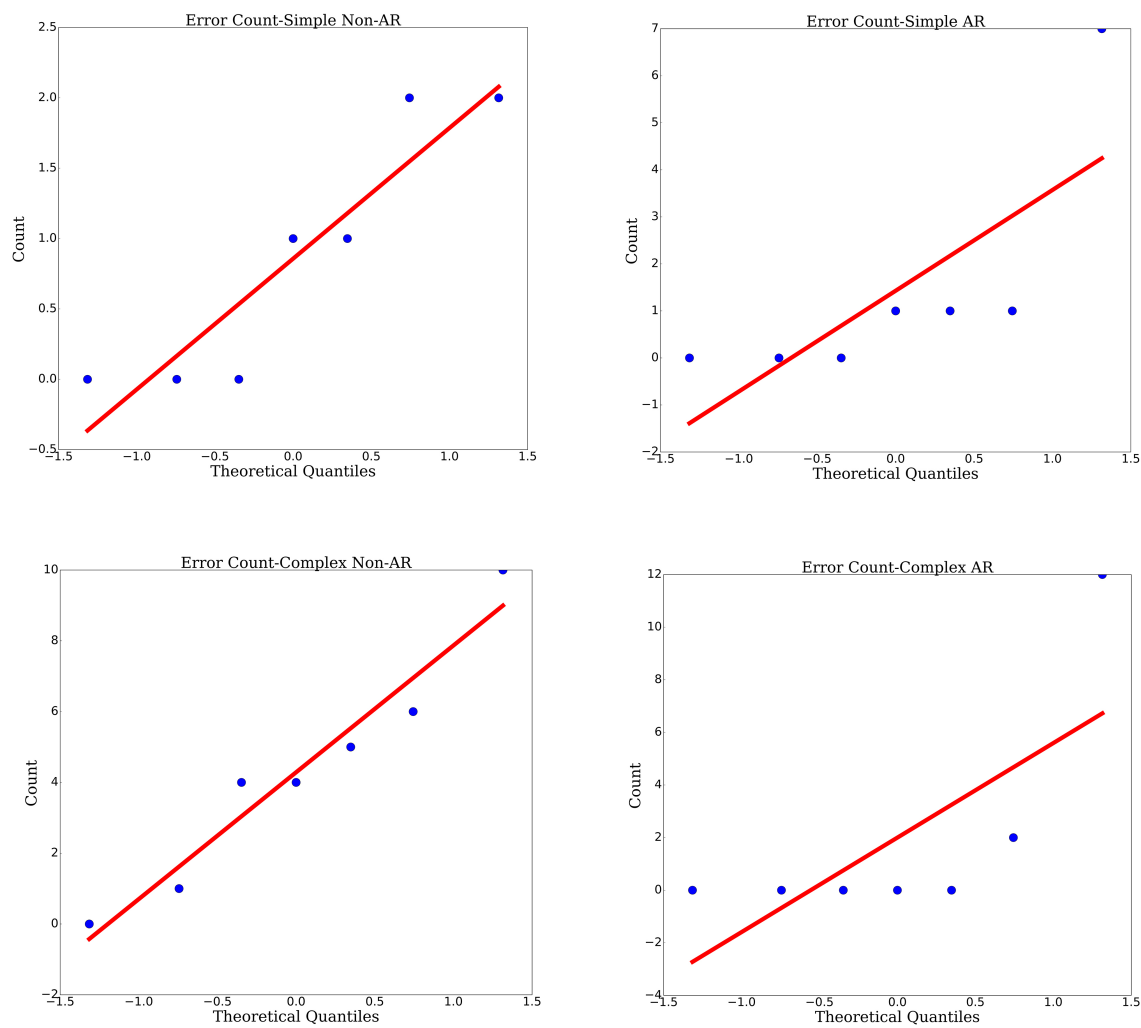 Error Count-Simple Non-AR
2.5
2.0
1.5
1.0
0.5
0.0
−0.5
Count
−1.5 −1.0 −0.5 0.0 0.5 1.0 1.5
Theoretical Quantiles
Error Count-Simple AR
7
6
5
4
3
2
1
0
−1
−2
Count
−1.5 −1.0 −0.5 0.0 0.5 1.0 1.5
Theoretical Quantiles
Error Count-Complex Non-AR
10
8
6
4
2
0
−2
Count
−1.5 −1.0 −0.5 0.0 0.5 1.0 1.5
Theoretical Quantiles
Error Count-Complex AR
12
10
8
6
4
2
0
−2
−4
Count
−1.5 −1.0 −0.5 0.0 0.5 1.0 1.5
Theoretical Quantiles